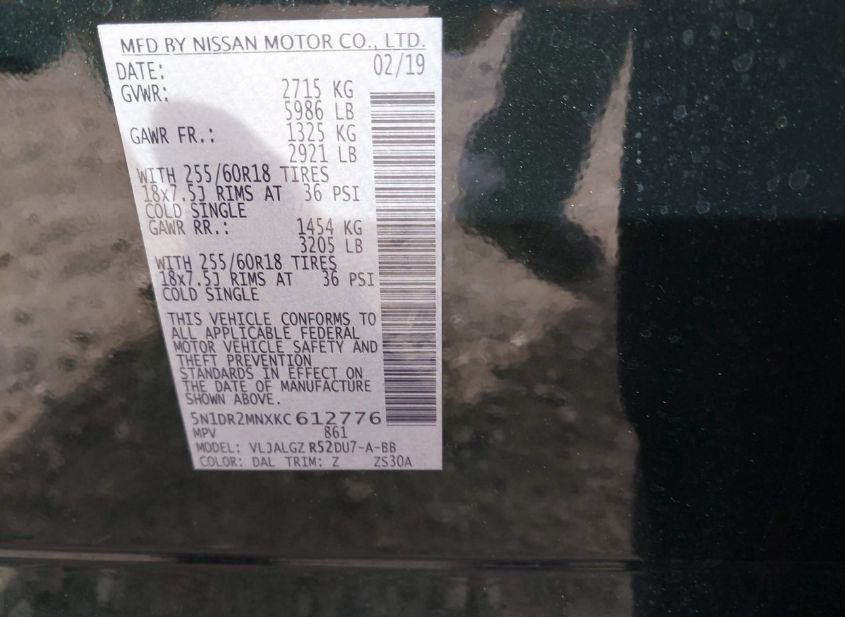 MFD BY NISSAN MOTOR CO., LTD.
DATE: 02/19
GVWR: 2715 KG
5986 LB
GAWR FR.: 1325 KG
2921 LB
WITH 255/60R18 TIRES
18x7.5J RIMS AT 36 PSI
COLD SINGLE
GAWR RR.: 1454 KG
3205 LB
WITH 255/60R18 TIRES
18x7.5J RIMS AT 36 PSI
COLD SINGLE
THIS VEHICLE CONFORMS TO
ALL APPLICABLE FEDERAL
MOTOR VEHICLE SAFETY AND
THEFT PREVENTION
STANDARDS IN EFFECT ON
THE DATE OF MANUFACTURE
SHOWN ABOVE.
5N1DR2MNXKC612776
MPV 861
MODEL: VLJALGZ R52DU7-A-BB
COLOR: DAL TRIM: Z ZS30A